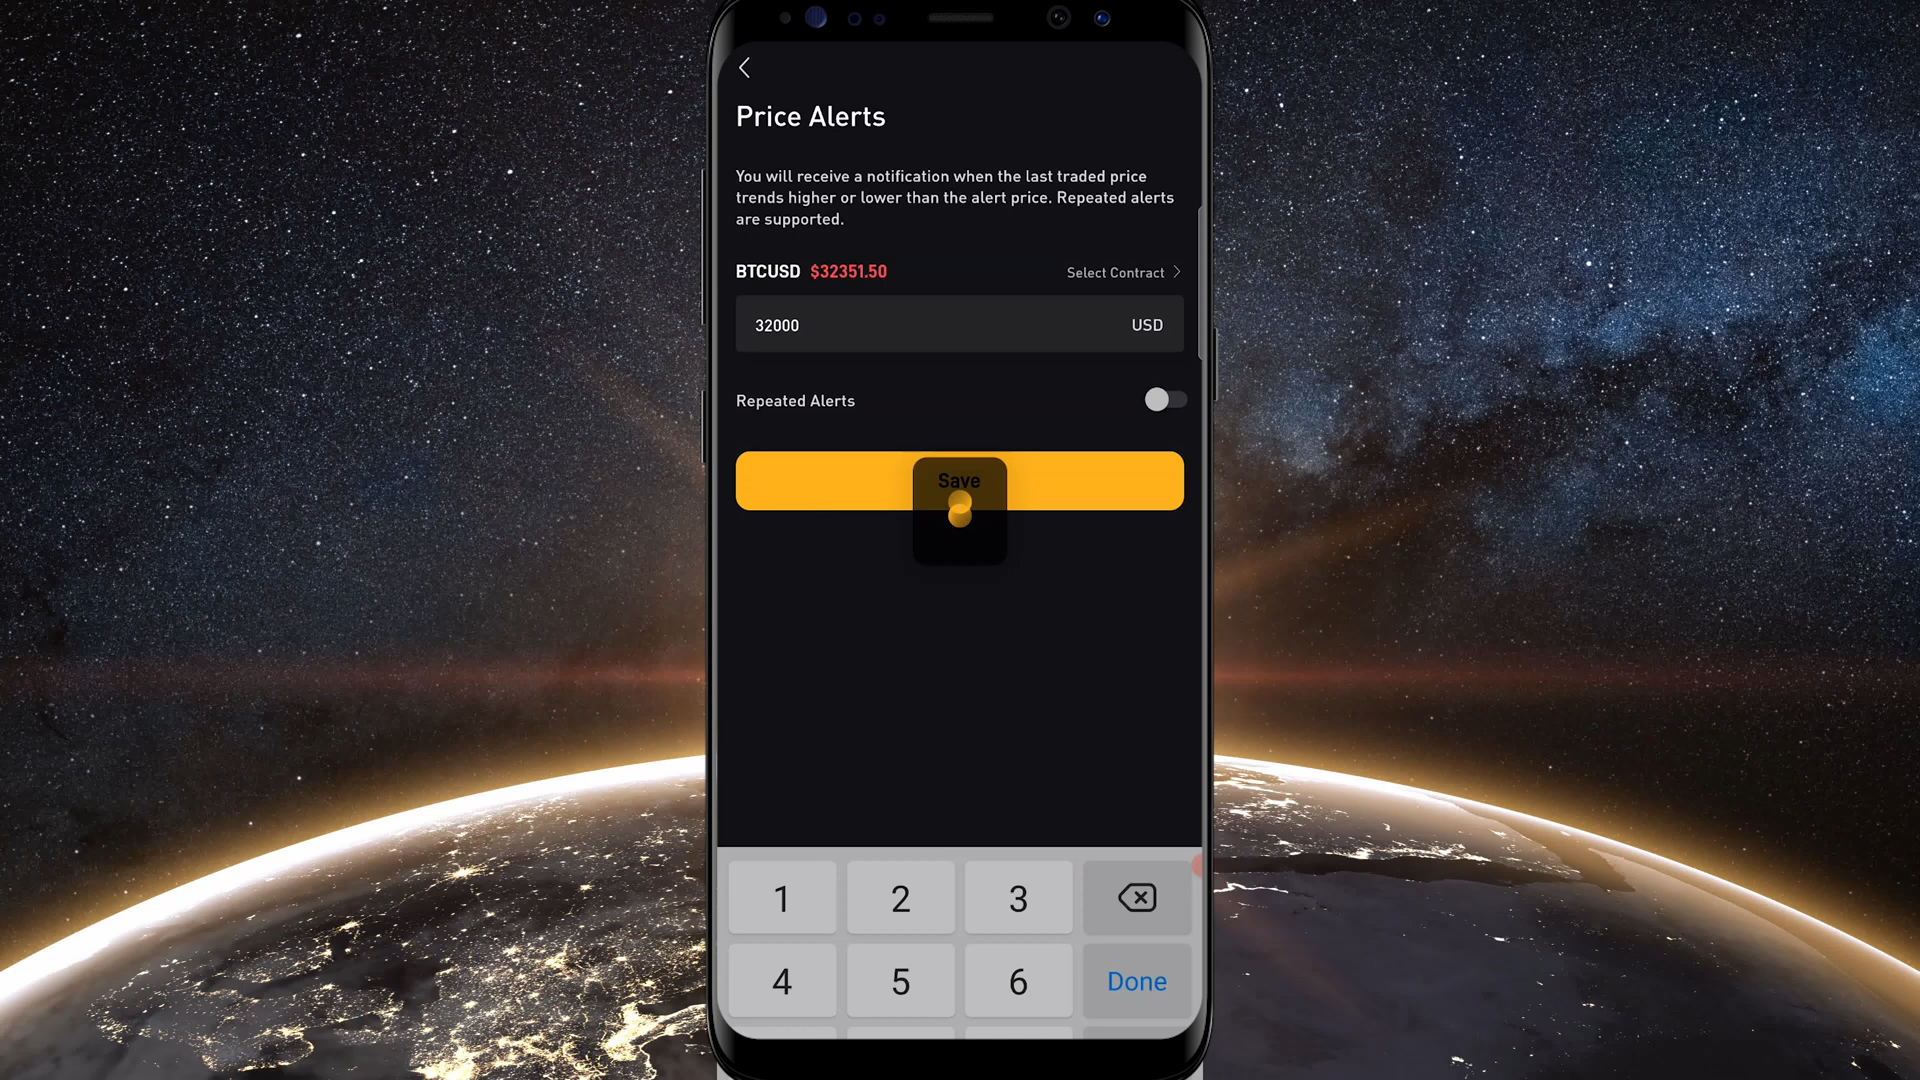 Price Alerts
You will receive a notification when the last traded price
trends higher or lower than the alert price. Repeated alerts
are supported.
BTCUSD $32351.50 Select Contract
32000 USD
Repeated Alerts
Save
1 2 3
4 5 6 Done